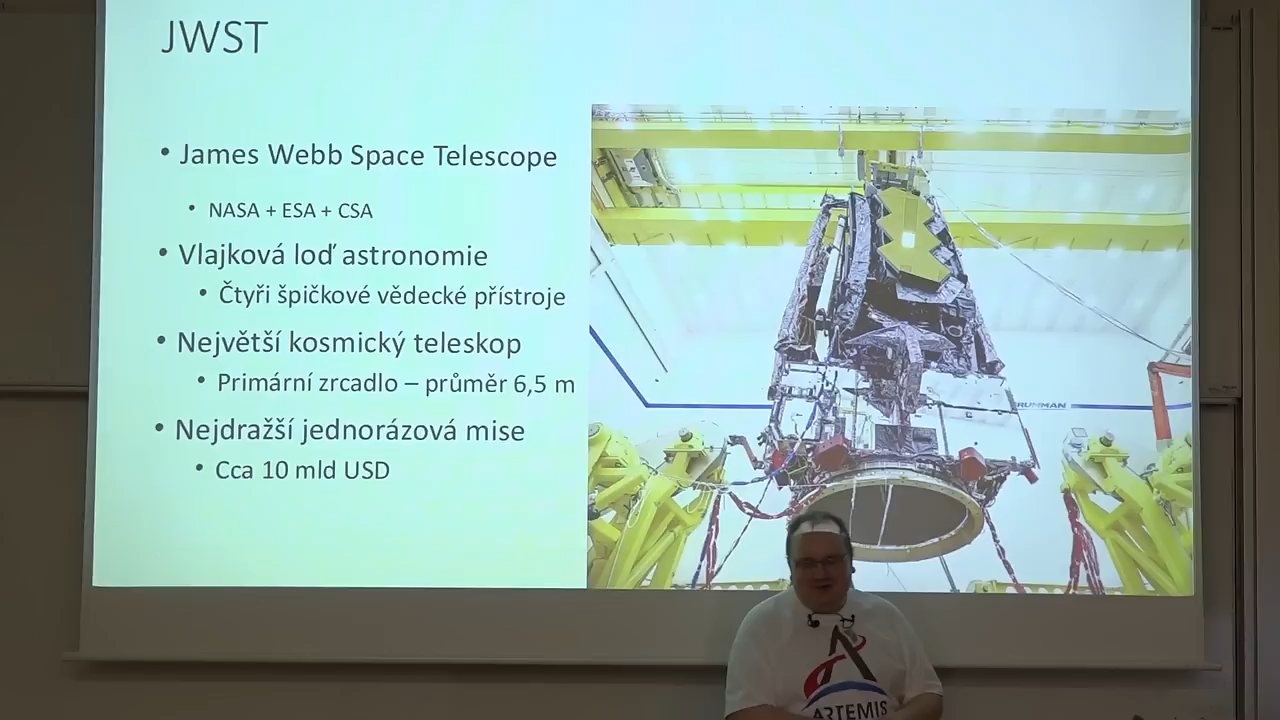 JWST
• James Webb Space Telescope
• NASA + ESA + CSA
• Vlajková loď astronomie
• Čtyři špičkové vědecké přístroje
• Největší kosmický teleskop
• Primární zrcadlo – průměr 6,5 m
• Nejdražší jednorázová mise
• Cca 10 mld USD
RUMMAN
ARTEMIS